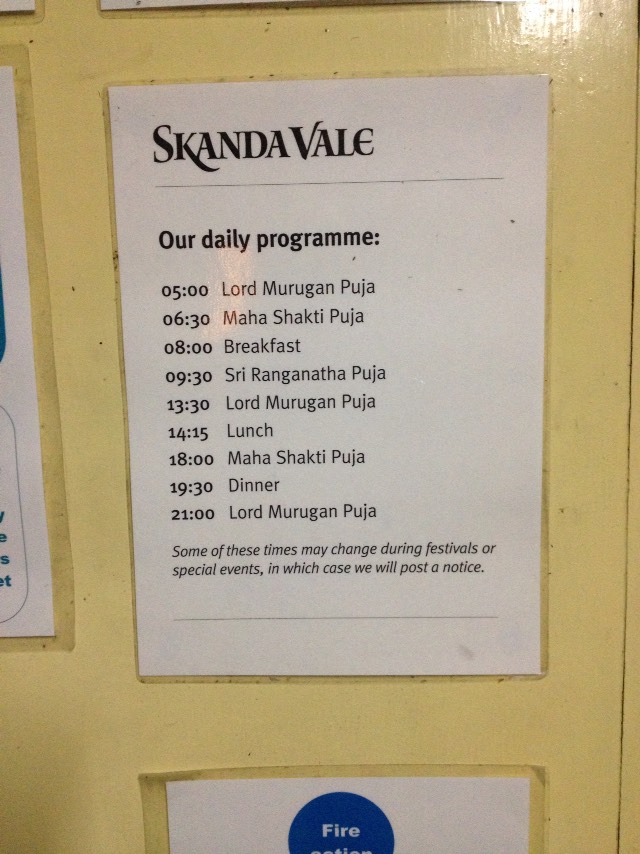 SKANDA VALE
Our daily programme:
05:00 Lord Murugan Puja
06:30 Maha Shakti Puja
08:00 Breakfast
09:30 Sri Ranganatha Puja
13:30 Lord Murugan Puja
14:15 Lunch
18:00 Maha Shakti Puja
19:30 Dinner
21:00 Lord Murugan Puja
Some of these times may change during festivals or
special events, in which case we will post a notice.
Fire
action